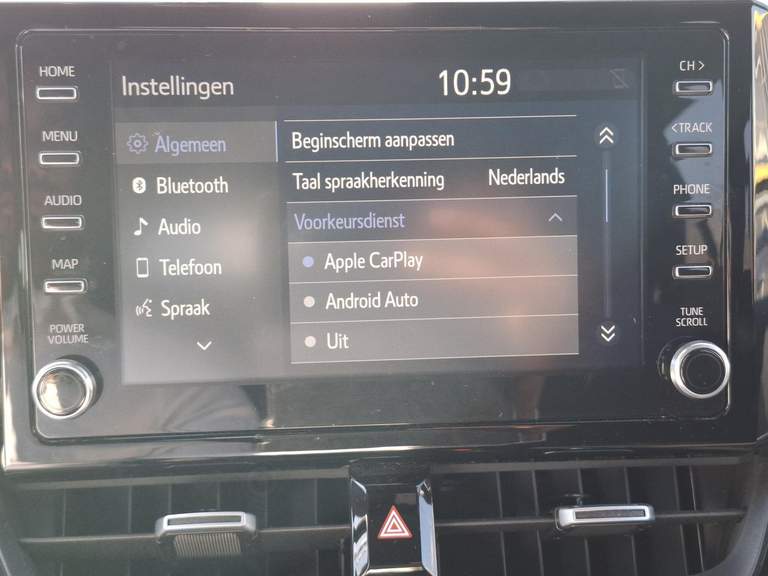 HOME
MENU
AUDIO
MAP
POWER
VOLUME
Instellingen
10:59
Algemeen
Bluetooth
Audio
Telefoon
Spraak
Beginscherm aanpassen
Taal spraakherkenning Nederlands
Voorkeursdienst
Apple CarPlay
Android Auto
Uit
CH >
< TRACK
PHONE
SETUP
TUNE
SCROLL